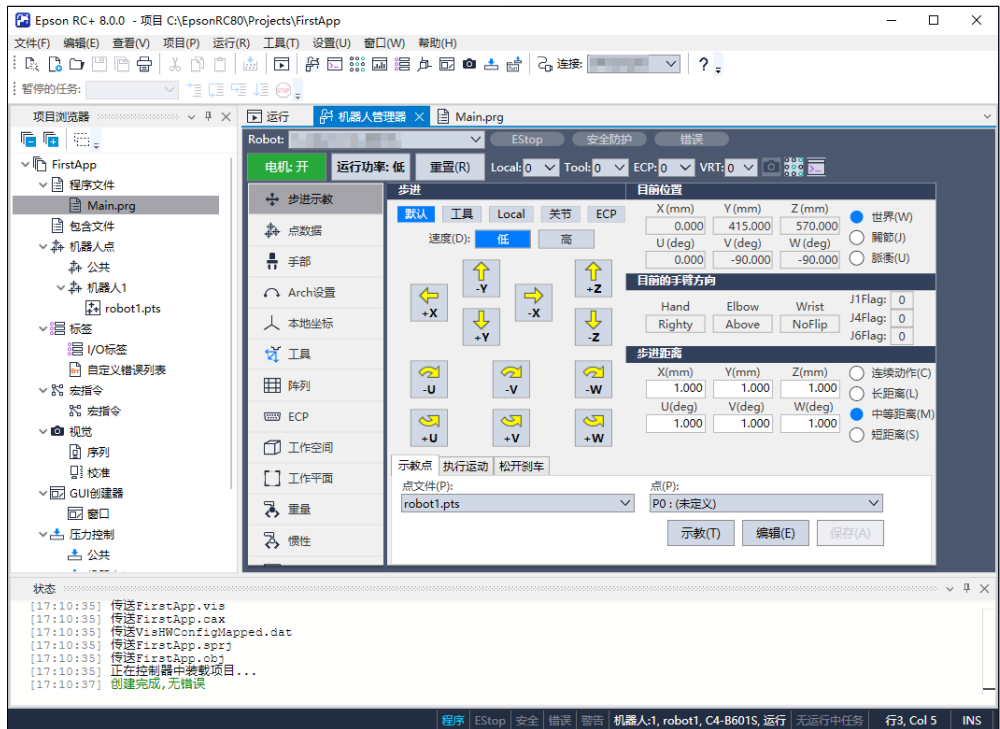 Epson RC+ 8.0.0 - 项目 C:\EpsonRC80\Projects\FirstApp
文件(F) 编辑(E) 查看(V) 项目(P) 运行(R) 工具(T) 设置(U) 窗口(W) 帮助(H)
连接: ?
暂停的任务: STOP
项目浏览器
FirstApp
程序文件
Main.prg
包含文件
机器人点
公共
机器人1
robot1.pts
标签
I/O标签
自定义错误列表
宏指令
宏指令
视觉
序列
校准
GUI创建器
窗口
压力控制
公共
运行 机器人管理器 Main.prg
Robot: EStop 安全防护 错误
电机: 开 运行功率: 低 重置(R) Local: 0 Tool: 0 ECP: 0 VRT: 0
步进示教
点数据
手部
Arch设置
本地坐标
工具
阵列
ECP
工作空间
工作平面
重量
惯性
步进
默认 工具 Local 关节 ECP
速度(D): 低 高
-Y +Z
+X -X
+Y -Z
-U -V -W
+U +V +W
目前位置
X (mm) Y (mm) Z (mm)
0.000 415.000 570.000
U (deg) V (deg) W (deg)
0.000 -90.000 -90.000
世界(W)
關節(J)
脈衝(U)
目前的手臂方向
Hand Elbow Wrist
Righty Above NoFlip
J1Flag: 0
J4Flag: 0
J6Flag: 0
步进距离
X(mm) Y(mm) Z(mm)
1.000 1.000 1.000
U(deg) V(deg) W(deg)
1.000 1.000 1.000
连续动作(C)
长距离(L)
中等距离(M)
短距离(S)
示教点 执行运动 松开刹车
点文件(P): 点(P):
robot1.pts P0 : (未定义)
示教(T) 编辑(E) 保存(A)
状态
[17:10:35] 传送FirstApp.vis
[17:10:35] 传送FirstApp.cax
[17:10:35] 传送VisHWConfigMapped.dat
[17:10:35] 传送FirstApp.sprj
[17:10:35] 传送FirstApp.obj
[17:10:35] 正在控制器中装载项目...
[17:10:37] 创建完成,无错误
程序 EStop 安全 错误 警告 机器人:1, robot1, C4-B601S, 运行 无运行中任务 行3, Col 5 INS